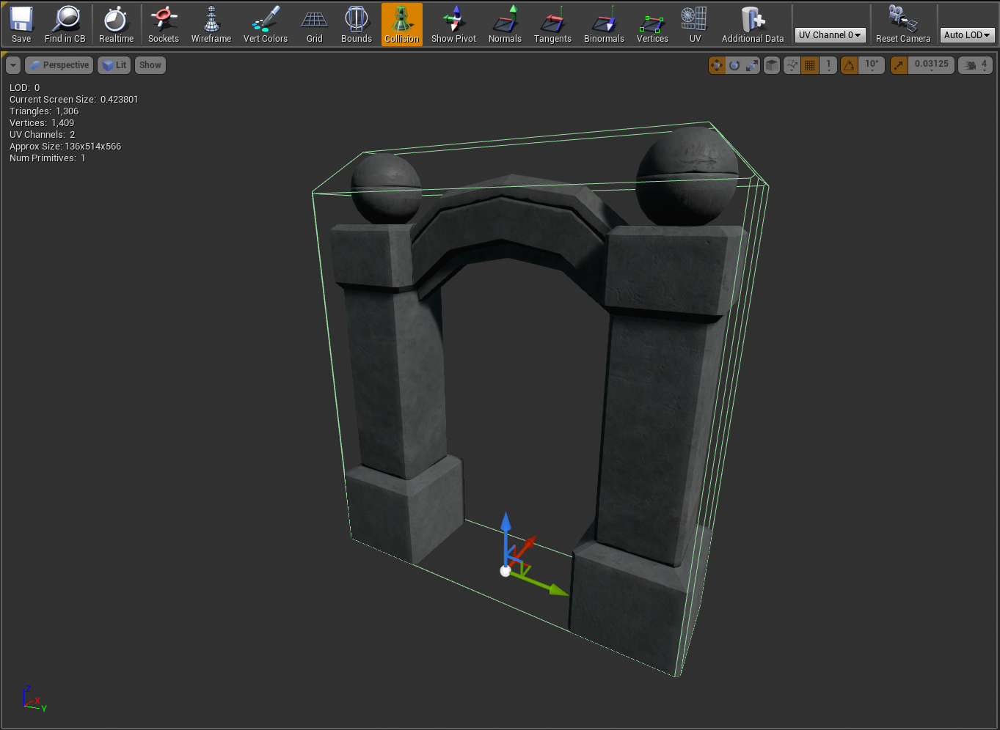 Save Find in CB Realtime Sockets Wireframe Vert Colors Grid Bounds Collision Show Pivot Normals Tangents Binormals Vertices UV Additional Data UV Channel 0 Reset Camera Auto LOD
Perspective Lit Show 1 10° 0.03125 4
LOD: 0
Current Screen Size: 0.423801
Triangles: 1,306
Vertices: 1,409
UV Channels: 2
Approx Size: 136x514x566
Num Primitives: 1
Z
X
Y